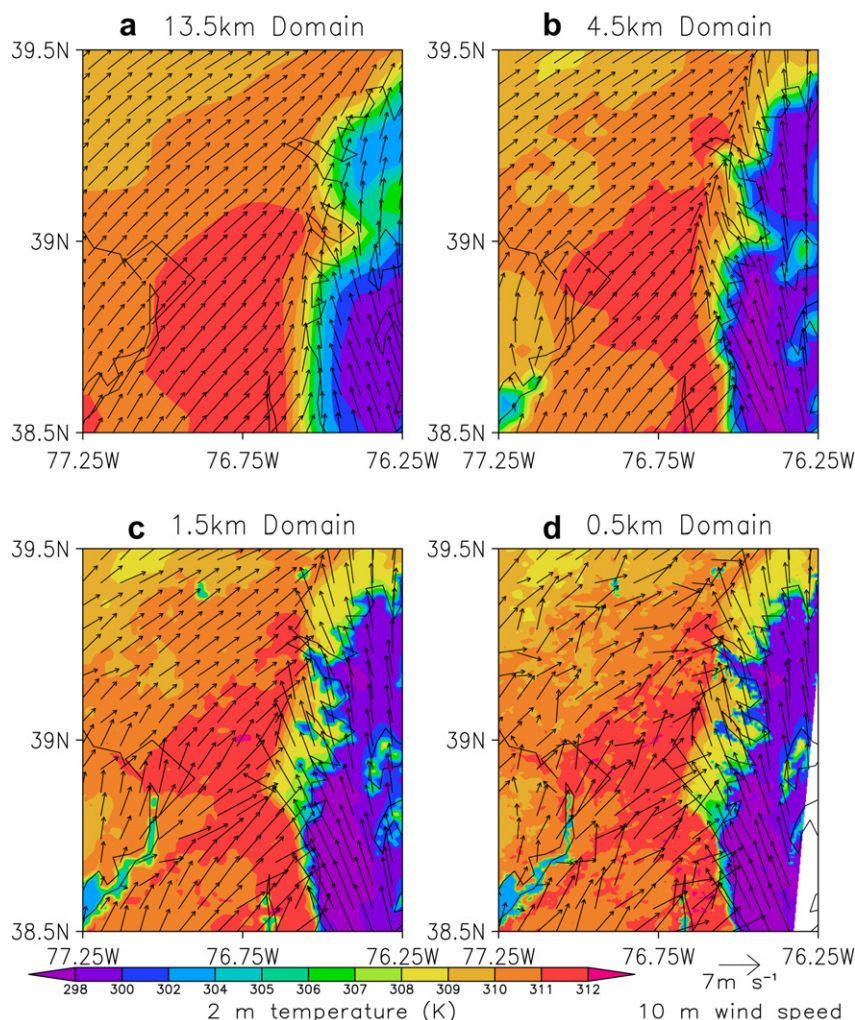 a 13.5km Domain
b 4.5km Domain
39.5N
39N
38.5N
77.25W 76.75W 76.25W
39.5N
39N
38.5N
77.25W 76.75W 76.25W
c 1.5km Domain
d 0.5km Domain
39.5N
39N
38.5N
77.25W 76.75W 76.25W
39.5N
39N
38.5N
77.25W 76.75W 76.25W
298 300 302 304 305 306 307 308 309 310 311 312
2 m temperature (K)
7m s⁻¹
10 m wind speed